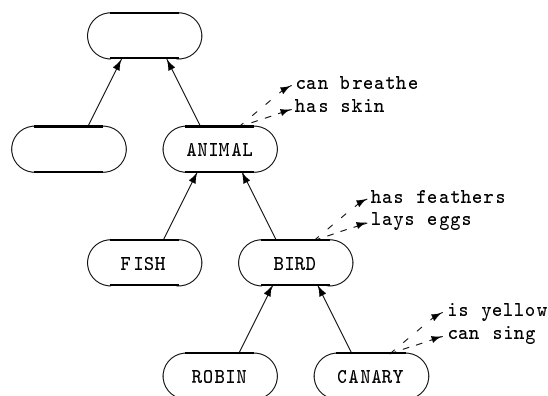 can breathe
has skin
ANIMAL
has feathers
lays eggs
FISH
BIRD
is yellow
can sing
ROBIN
CANARY